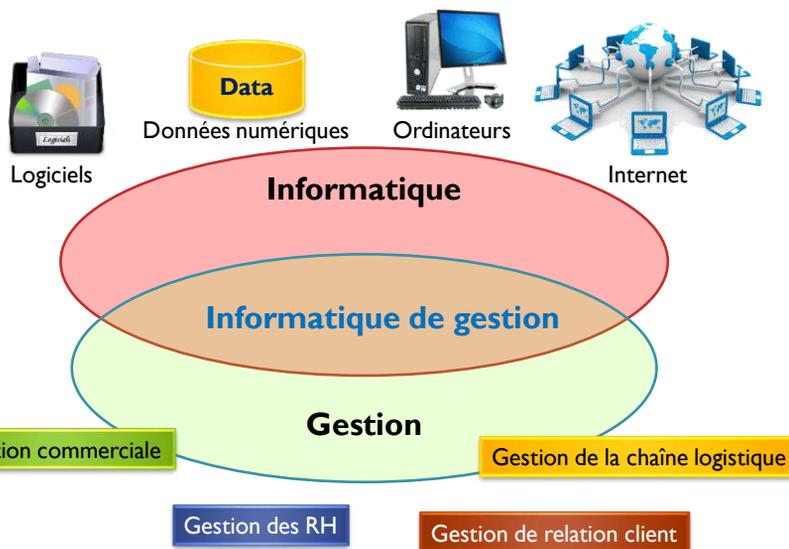 Data
Données numériques
Ordinateurs
Logiciels
Logiciels
Internet
Informatique
Informatique de gestion
Gestion
tion commerciale
Gestion de la chaîne logistique
Gestion des RH
Gestion de relation client